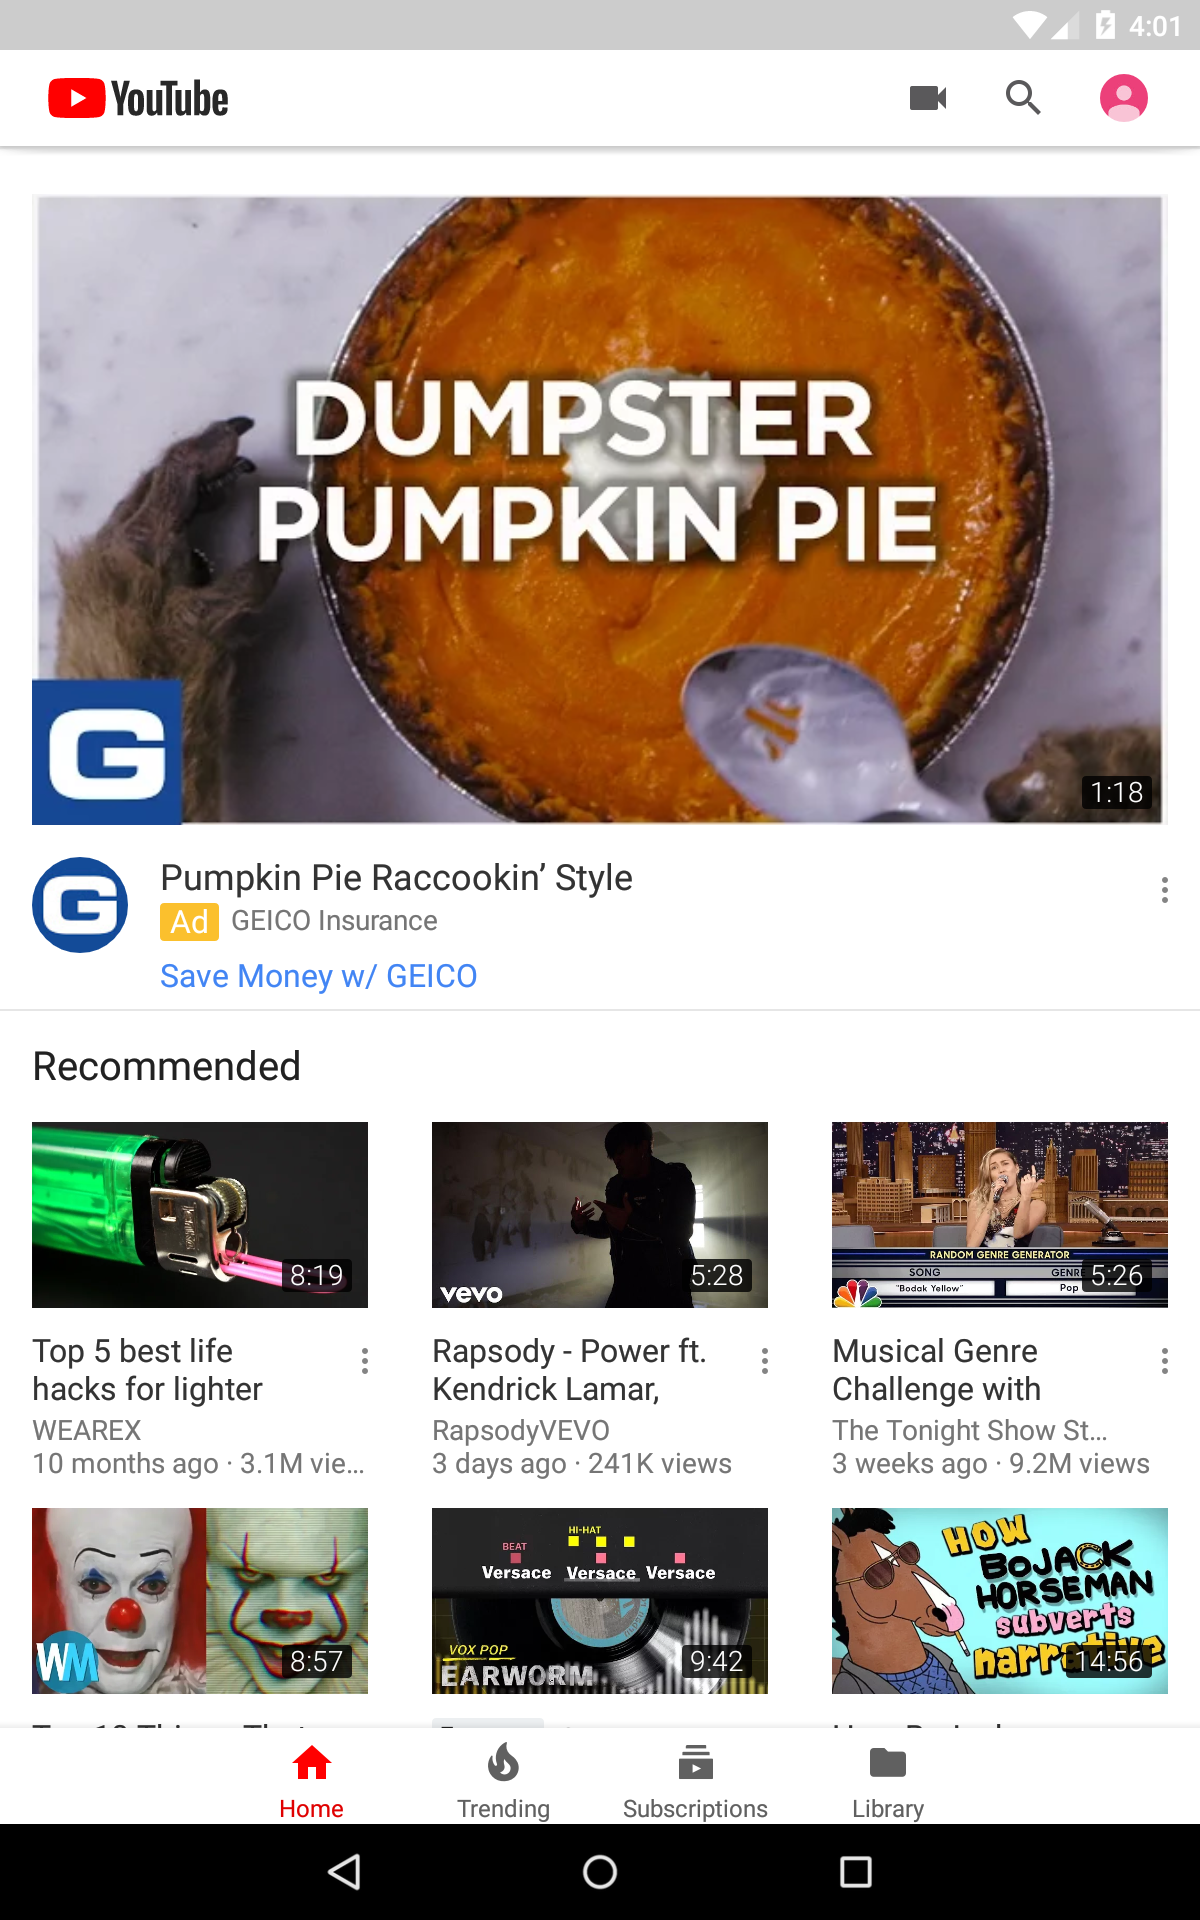 4:01
YouTube
DUMPSTER
PUMPKIN PIE
G
1:18
G
Pumpkin Pie Raccookin’ Style
Ad GEICO Insurance
Save Money w/ GEICO
Recommended
8:19
vevo
5:28
RANDOM GENRE GENERATOR
SONG
"Bodak Yellow"
Pop
5:26
Top 5 best life
hacks for lighter
WEAREX
10 months ago · 3.1M vie...
Rapsody - Power ft.
Kendrick Lamar,
RapsodyVEVO
3 days ago · 241K views
Musical Genre
Challenge with
The Tonight Show St...
3 weeks ago · 9.2M views
WM
8:57
HI-HAT
BEAT
Versace Versace Versace
VOX POP
EARWORM
9:42
HOW
BOJACK
HORSEMAN
subverts
narrative
14:56
Home
Trending
Subscriptions
Library